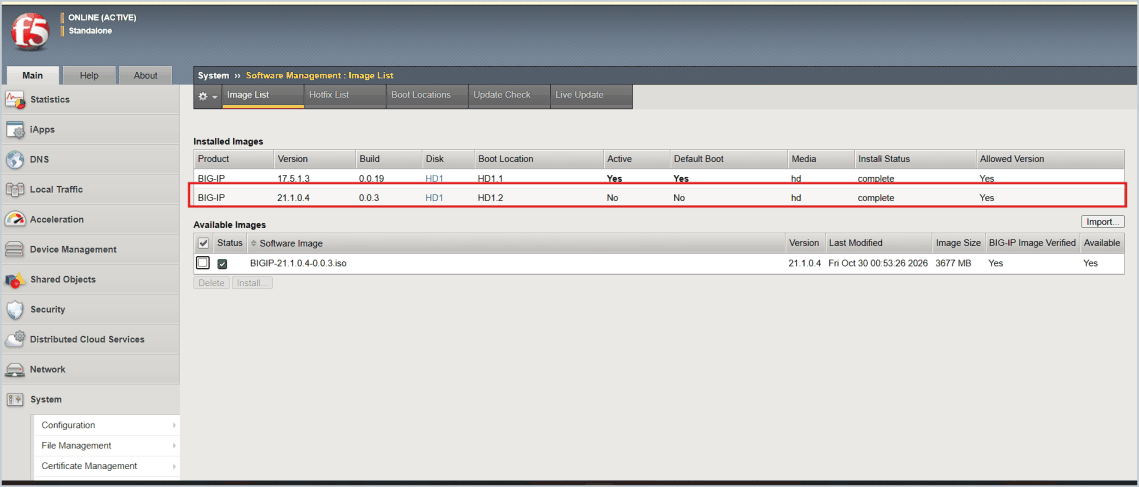 f5
ONLINE (ACTIVE)
Standalone
Main Help About
System ›› Software Management : Image List
Image List Hotfix List Boot Locations Update Check Live Update
Statistics
iApps
DNS
Local Traffic
Acceleration
Device Management
Shared Objects
Security
Distributed Cloud Services
Network
System
Configuration
File Management
Certificate Management
Installed Images
Product Version Build Disk Boot Location Active Default Boot Media Install Status Allowed Version
BIG-IP 17.5.1.3 0.0.19 HD1 HD1.1 Yes Yes hd complete Yes
BIG-IP 21.1.0.4 0.0.3 HD1 HD1.2 No No hd complete Yes
Import...
Available Images
Status Software Image Version Last Modified Image Size BIG-IP Image Verified Available
BIGIP-21.1.0.4-0.0.3.iso 21.1.0.4 Fri Oct 30 00:53:26 2026 3677 MB Yes Yes
Delete Install...